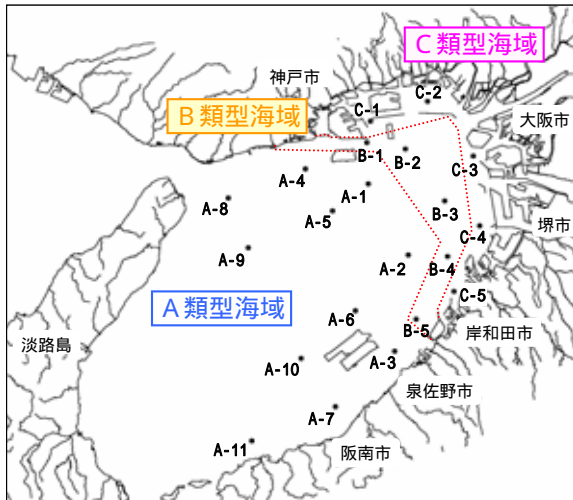 C類型海域
神戸市
C-2
B類型海域
C-1
大阪市
B-1
B-2
C-3
A-4
A-1
A-8
A-5
B-3
堺市
C-4
A-9
A-2
B-4
C-5
A類型海域
A-6
B-5
岸和田市
淡路島
A-10
A-3
泉佐野市
A-7
A-11
阪南市